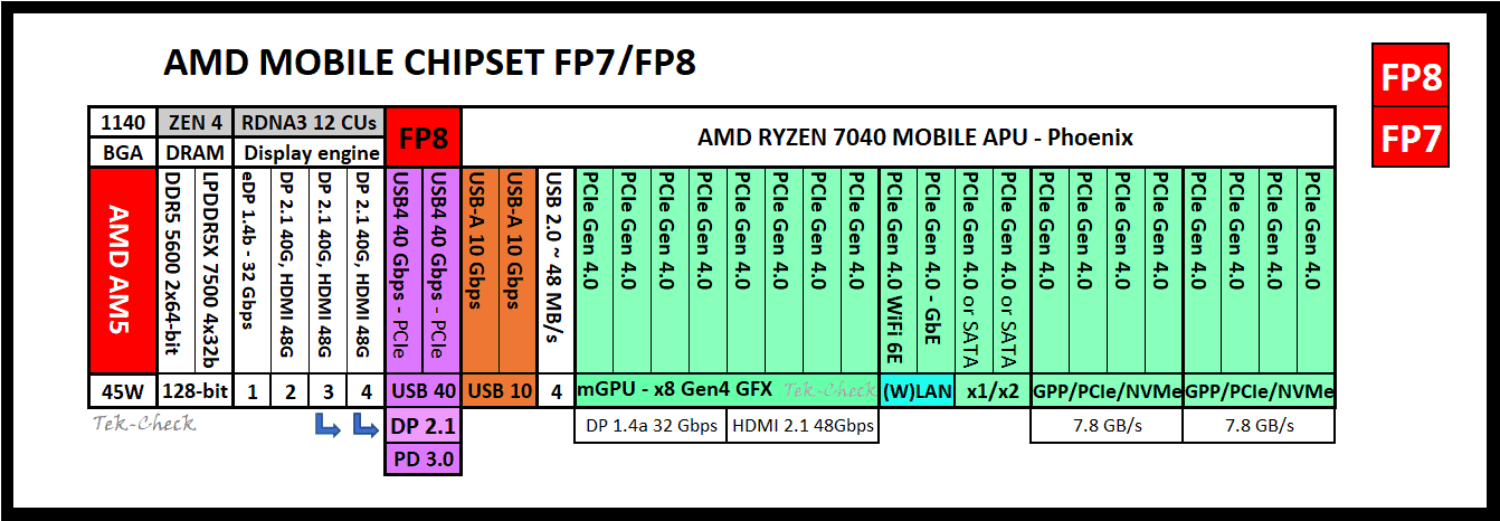 AMD MOBILE CHIPSET FP7/FP8
FP8
FP7
1140
ZEN 4
RDNA3 12 CUs
FP8
AMD RYZEN 7040 MOBILE APU - Phoenix
BGA
DRAM
Display engine
AMD AM5
DDR5 5600 2x64-bit
LPDDR5X 7500 4x32b
eDP 1.4b - 32 Gbps
DP 2.1 40G, HDMI 48G
DP 2.1 40G, HDMI 48G
DP 2.1 40G, HDMI 48G
USB4 40 Gbps - PCIe
USB4 40 Gbps - PCIe
USB-A 10 Gbps
USB-A 10 Gbps
USB 2.0 ~ 48 MB/s
PCIe Gen 4.0
PCIe Gen 4.0
PCIe Gen 4.0
PCIe Gen 4.0
PCIe Gen 4.0
PCIe Gen 4.0
PCIe Gen 4.0
PCIe Gen 4.0
PCIe Gen 4.0 WiFi 6E
PCIe Gen 4.0 - GbE
PCIe Gen 4.0 or SATA
PCIe Gen 4.0 or SATA
PCIe Gen 4.0
PCIe Gen 4.0
PCIe Gen 4.0
PCIe Gen 4.0
PCIe Gen 4.0
PCIe Gen 4.0
PCIe Gen 4.0
PCIe Gen 4.0
45W
128-bit
1
2
3
4
USB 40
USB 10
4
mGPU - x8 Gen4 GFX
Tek-Check
(W)LAN
x1/x2
GPP/PCIe/NVMe
GPP/PCIe/NVMe
Tek-Check
DP 2.1
DP 1.4a 32 Gbps
HDMI 2.1 48Gbps
7.8 GB/s
7.8 GB/s
PD 3.0